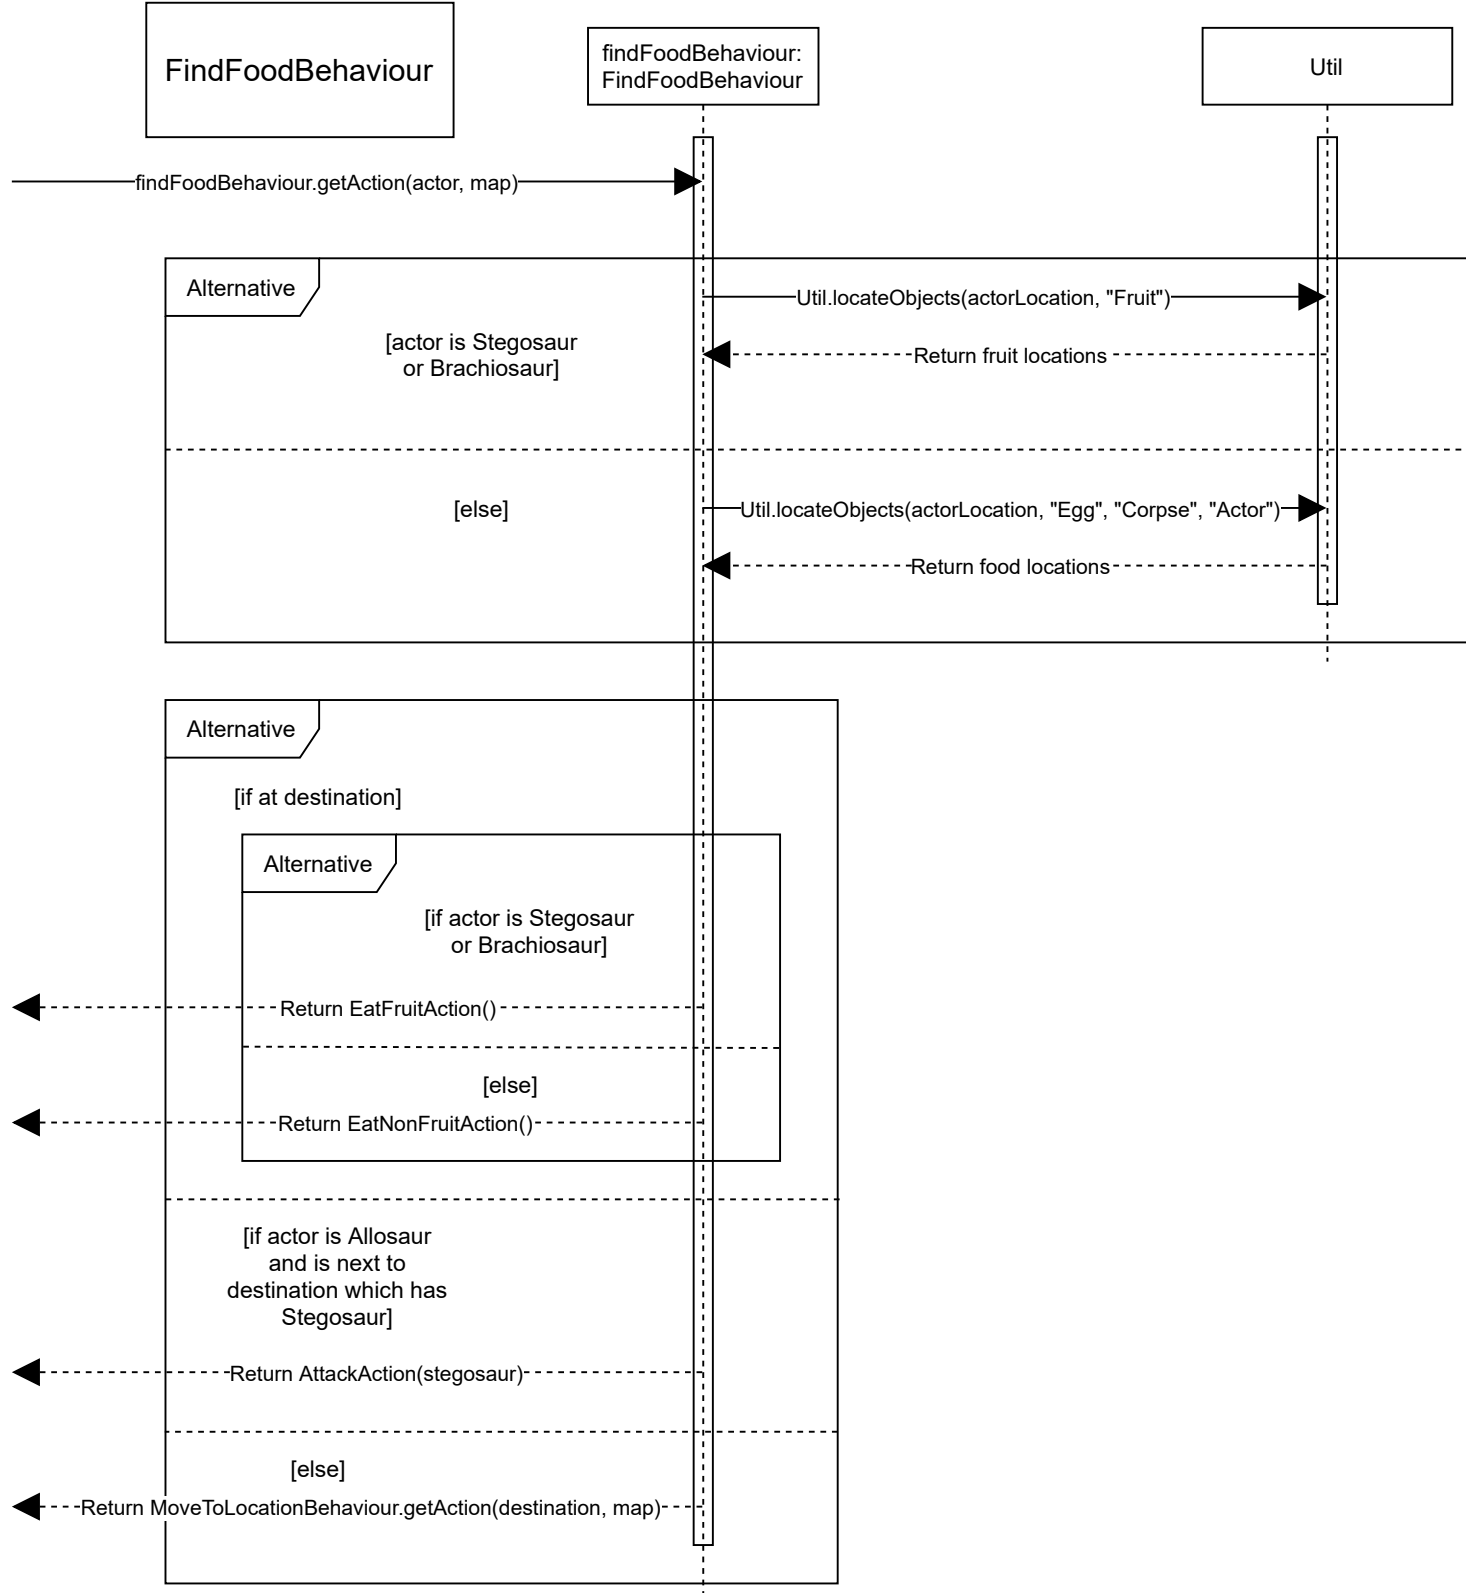 FindFoodBehaviour
findFoodBehaviour:
FindFoodBehaviour
Util
findFoodBehaviour.getAction(actor, map)
Alternative
Util.locateObjects(actorLocation, "Fruit")
[actor is Stegosaur
or Brachiosaur]
Return fruit locations
[else]
Util.locateObjects(actorLocation, "Egg", "Corpse", "Actor")
Return food locations
Alternative
[if at destination]
Alternative
[if actor is Stegosaur
or Brachiosaur]
Return EatFruitAction()
[else]
Return EatNonFruitAction()
[if actor is Allosaur
and is next to
destination which has
Stegosaur]
Return AttackAction(stegosaur)
[else]
Return MoveToLocationBehaviour.getAction(destination, map)